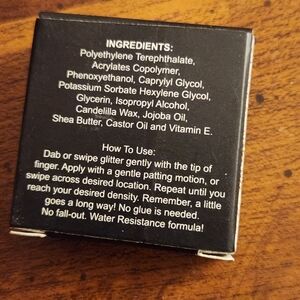 INGREDIENTS:
Polyethylene Terephthalate,
Acrylates Copolymer,
Phenoxyethanol, Caprylyl Glycol,
Potassium Sorbate Hexylene Glycol,
Glycerin, Isopropyl Alcohol,
Candelilla Wax, Jojoba Oil,
Shea Butter, Castor Oil and Vitamin E.
How To Use:
Dab or swipe glitter gently with the tip of
finger. Apply with a gentle patting motion, or
swipe across desired location. Repeat until you
reach your desired density. Remember, a little
goes a long way! No glue is needed.
No fall-out. Water Resistance formula!